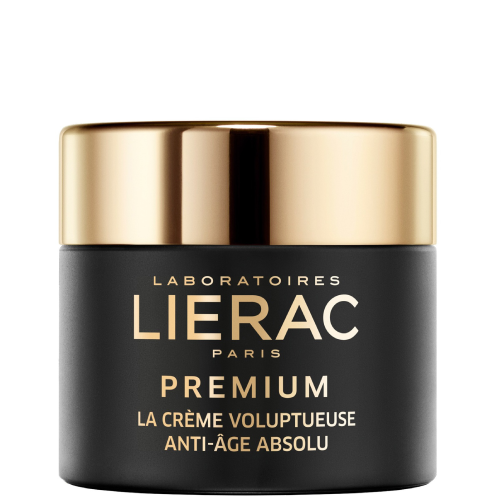 LABORATOIRES
LIERAC
PARIS
PREMIUM
LA CRÈME VOLUPTUEUSE
ANTI-ÂGE ABSOLU